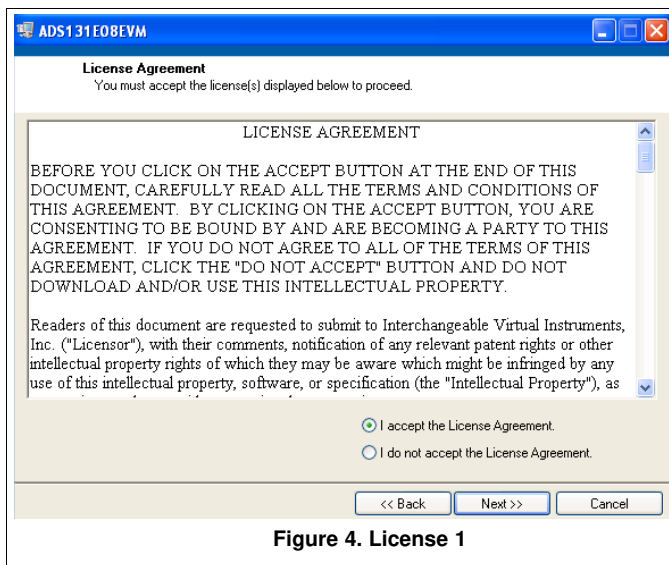 ADS131E08EVM
License Agreement
You must accept the license(s) displayed below to proceed.
LICENSE AGREEMENT
BEFORE YOU CLICK ON THE ACCEPT BUTTON AT THE END OF THIS
DOCUMENT, CAREFULLY READ ALL THE TERMS AND CONDITIONS OF
THIS AGREEMENT.  BY CLICKING ON THE ACCEPT BUTTON, YOU ARE
CONSENTING TO BE BOUND BY AND ARE BECOMING A PARTY TO THIS
AGREEMENT.  IF YOU DO NOT AGREE TO ALL OF THE TERMS OF THIS
AGREEMENT, CLICK THE "DO NOT ACCEPT" BUTTON AND DO NOT
DOWNLOAD AND/OR USE THIS INTELLECTUAL PROPERTY.
Readers of this document are requested to submit to Interchangeable Virtual Instruments,
Inc. ("Licensor"), with their comments, notification of any relevant patent rights or other
intellectual property rights of which they may be aware which might be infringed by any
use of this intellectual property, software, or specification (the "Intellectual Property"), as
I accept the License Agreement.
I do not accept the License Agreement.
<< Back
Next >>
Cancel
Figure 4. License 1